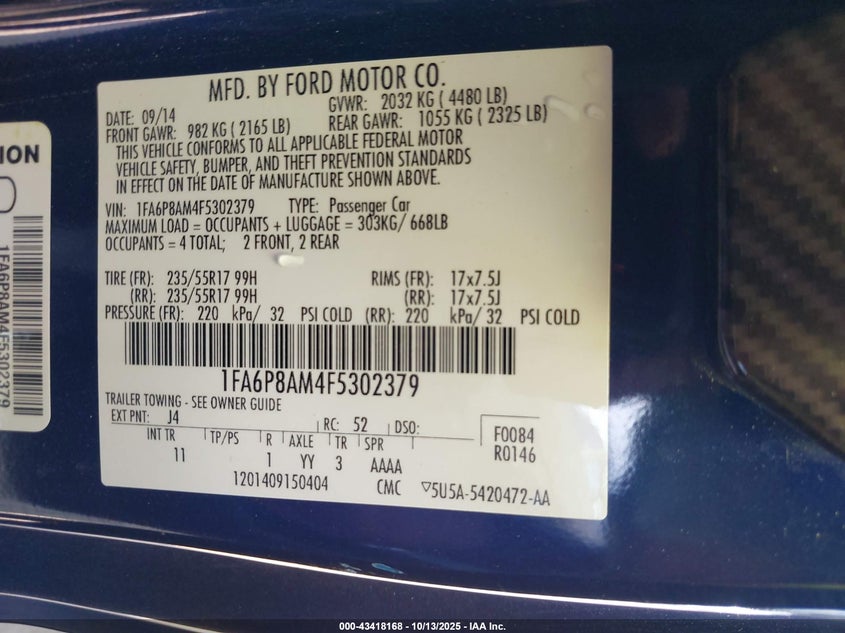 MFD. BY FORD MOTOR CO.
DATE: 09/14
GVWR: 2032 KG ( 4480 LB)
FRONT GAWR: 982 KG ( 2165 LB)
REAR GAWR: 1055 KG ( 2325 LB)
THIS VEHICLE CONFORMS TO ALL APPLICABLE FEDERAL MOTOR
VEHICLE SAFETY, BUMPER, AND THEFT PREVENTION STANDARDS
IN EFFECT ON THE DATE OF MANUFACTURE SHOWN ABOVE.
VIN: 1FA6P8AM4F5302379 TYPE: Passenger Car
MAXIMUM LOAD = OCCUPANTS + LUGGAGE = 303KG/ 668LB
OCCUPANTS = 4 TOTAL; 2 FRONT, 2 REAR
TIRE (FR): 235/55R17 99H RIMS (FR): 17x7.5J
(RR): 235/55R17 99H (RR): 17x7.5J
PRESSURE (FR): 220 kPa/ 32 PSI COLD (RR): 220 kPa/ 32 PSI COLD
1FA6P8AM4F5302379
TRAILER TOWING - SEE OWNER GUIDE
EXT PNT: J4 RC: 52 DSO:
F0084
R0146
INT TR TP/PS R AXLE TR SPR
11 1 YY 3 AAAA
1201409150404 CMC ▽5U5A-5420472-AA
ION
1FA6P8AM4F5302379
000-43418168 - 10/13/2025 - IAA Inc.